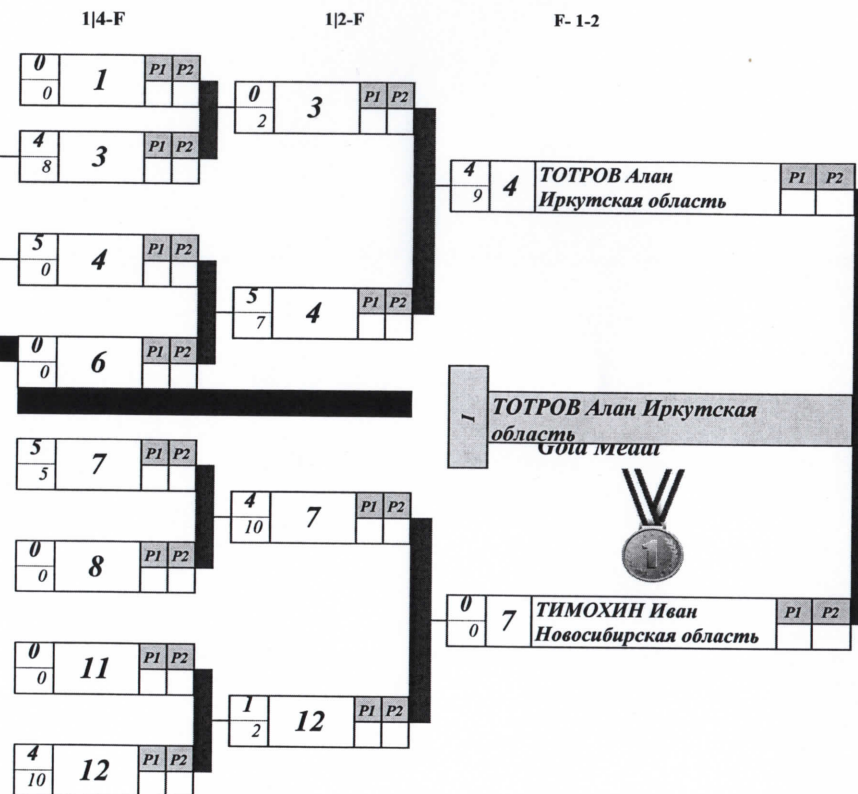 1|4-F 1|2-F F- 1-2
0 0 1 P1 P2
4 8 3 P1 P2
0 2 3 P1 P2
4 9 4 ТОТРОВ Алан P1 P2
Иркутская область
5 0 4 P1 P2
0 0 6 P1 P2
5 7 4 P1 P2
1 ТОТРОВ Алан Иркутская
область
Gold Medal
1
5 5 7 P1 P2
0 0 8 P1 P2
4 10 7 P1 P2
0 0 7 ТИМОХИН Иван P1 P2
Новосибирская область
0 0 11 P1 P2
4 10 12 P1 P2
1 2 12 P1 P2